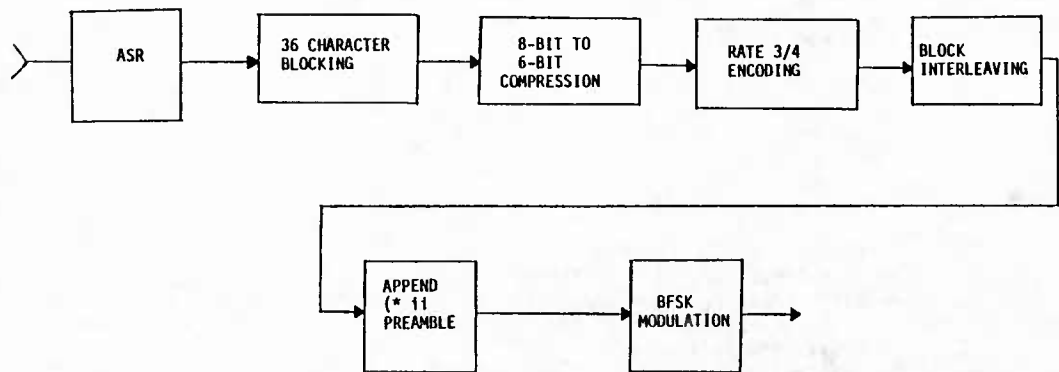 ASR
36 CHARACTER
BLOCKING
8-BIT TO
6-BIT
COMPRESSION
RATE 3/4
ENCODING
BLOCK
INTERLEAVING
APPEND
(* ii
PREAMBLE
BFSK
MODULATION